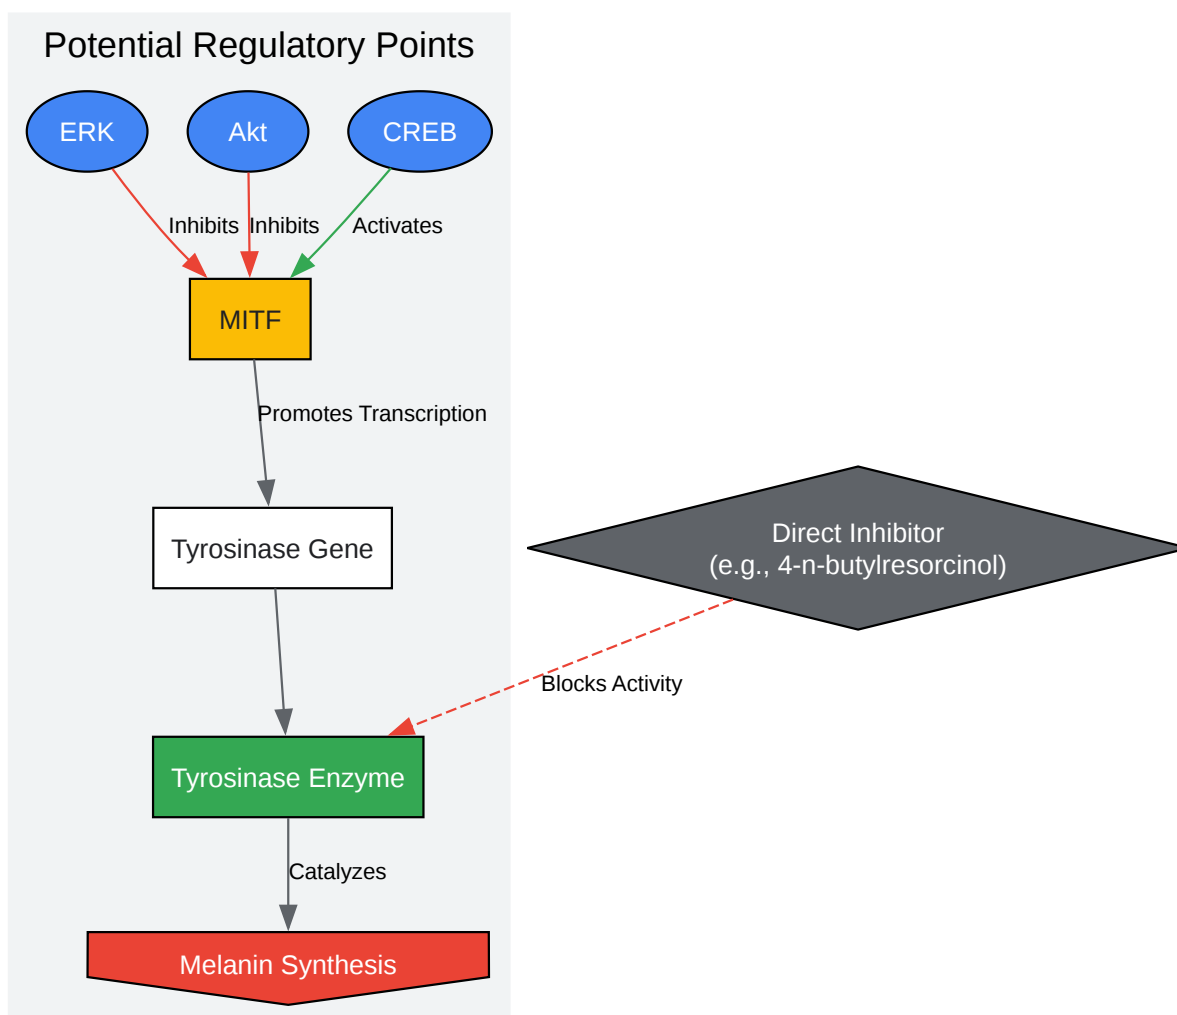 Potential Regulatory Points
ERK
Akt
CREB
Inhibits
Inhibits
Activates
MITF
Promotes Transcription
Tyrosinase Gene
Direct Inhibitor
(e.g., 4-n-butylresorcinol)
Blocks Activity
Tyrosinase Enzyme
Catalyzes
Melanin Synthesis